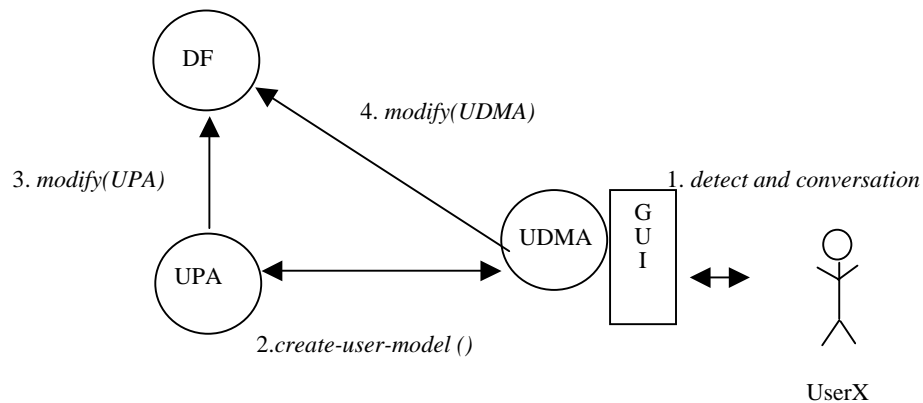 DF
4. modify(UDMA)
3. modify(UPA)
1. detect and conversation
G
U
I
UDMA
UPA
2.create-user-model ()
UserX